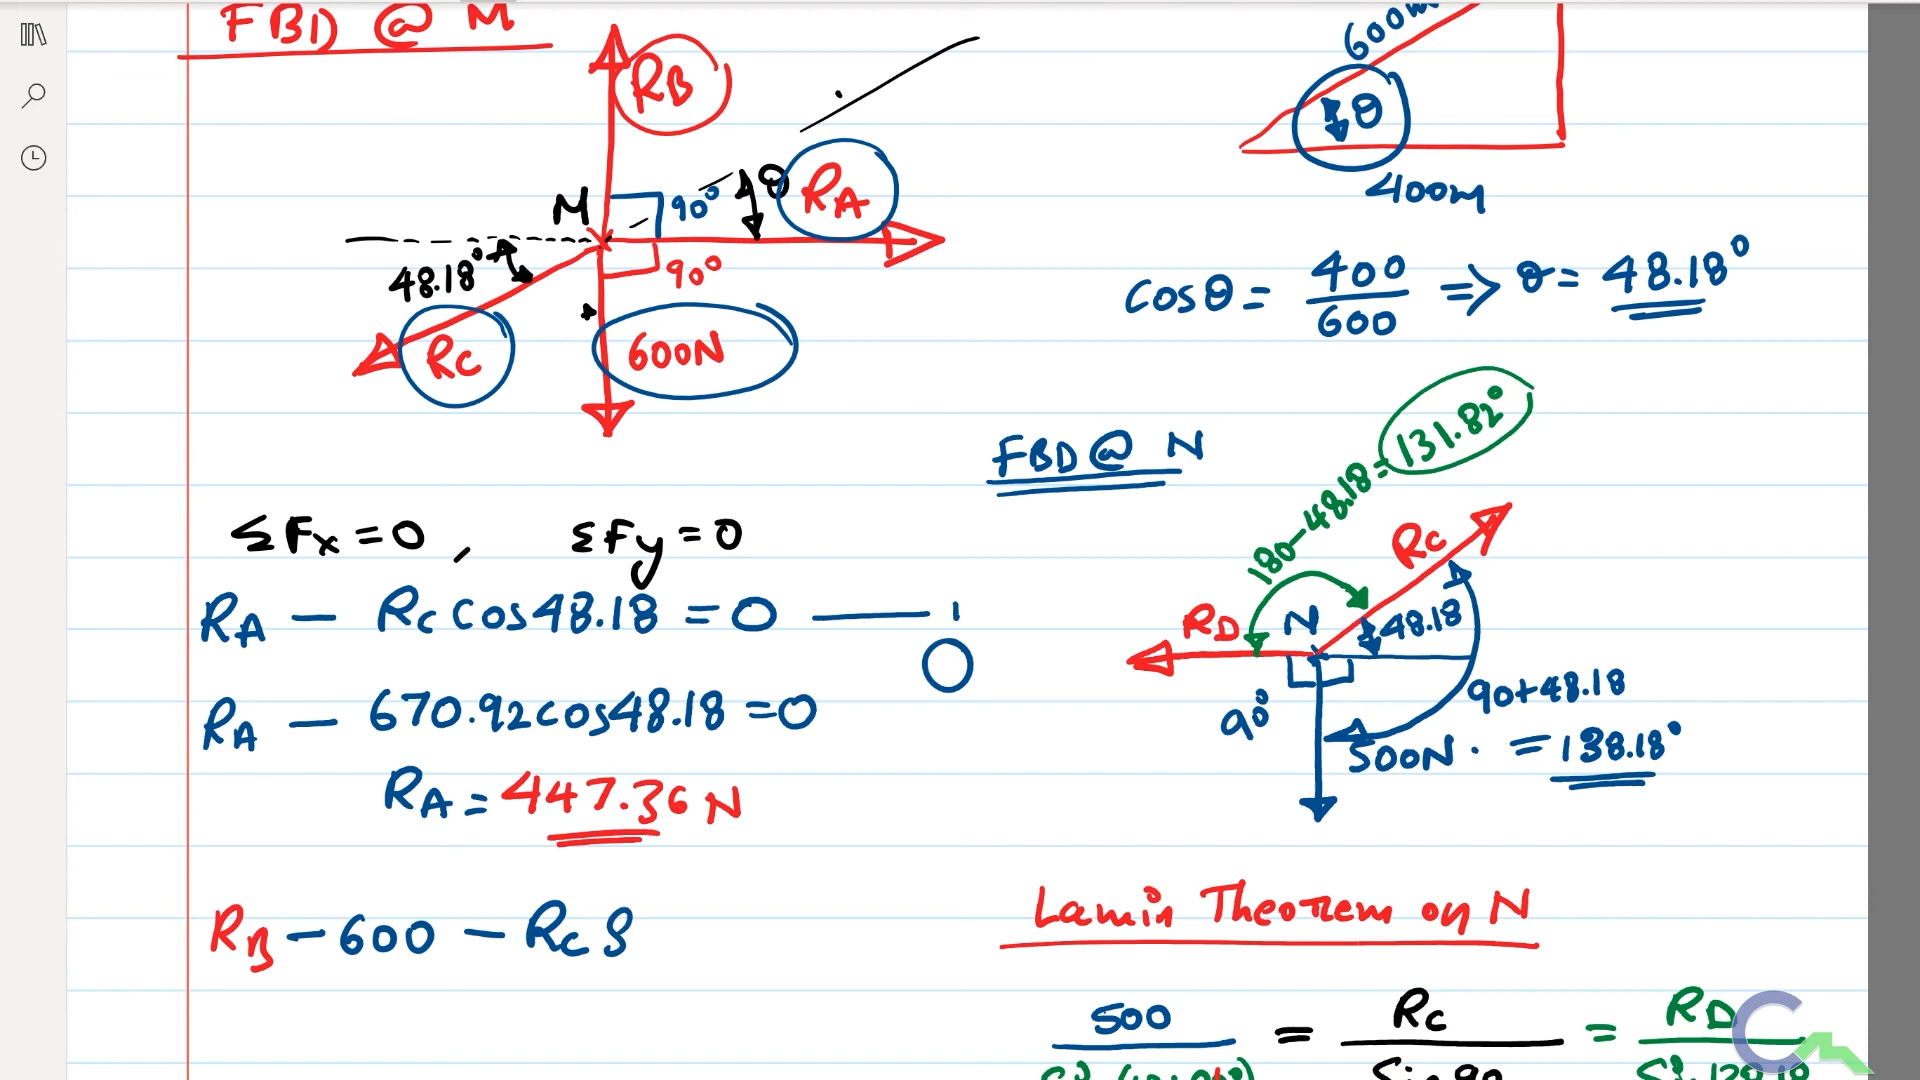 FBD @ M
RB
M
90°
θ
RA
48.18°
90°
RC
600N
ΣFx = 0 , ΣFy = 0
RA — RC cos48.18 = 0 —— 1
RA — 670.92cos48.18 = 0
RA = 447.36 N
RB — 600 — RC S
600m
θ
400m
cosθ = 400/600 ⇒ θ = 48.18°
FBD @ N
180-48.18 = 131.82°
RC
RD
N
48.18
90°
90+48.18
500N . = 138.18°
Lamin Theorem on N
500 = RC = RD
Sin90